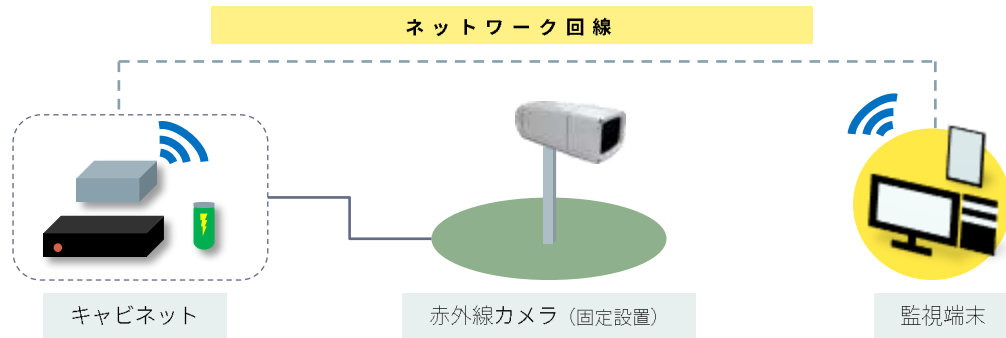 ネットワーク回線
キャビネット
赤外線カメラ（固定設置）
監視端末